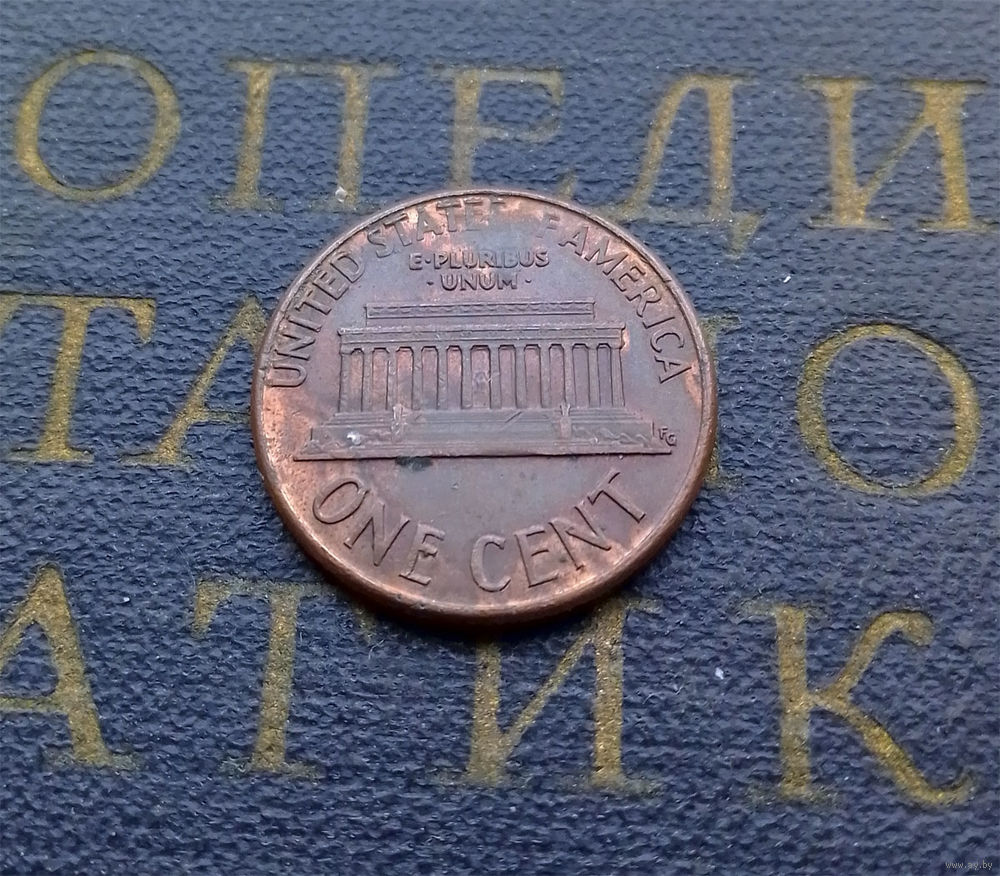 ОПЕДИ
UNITED STATES OF AMERICA
E·PLURIBUS
·UNUM·
FG
ONE CENT
АТИК
www.ay.by